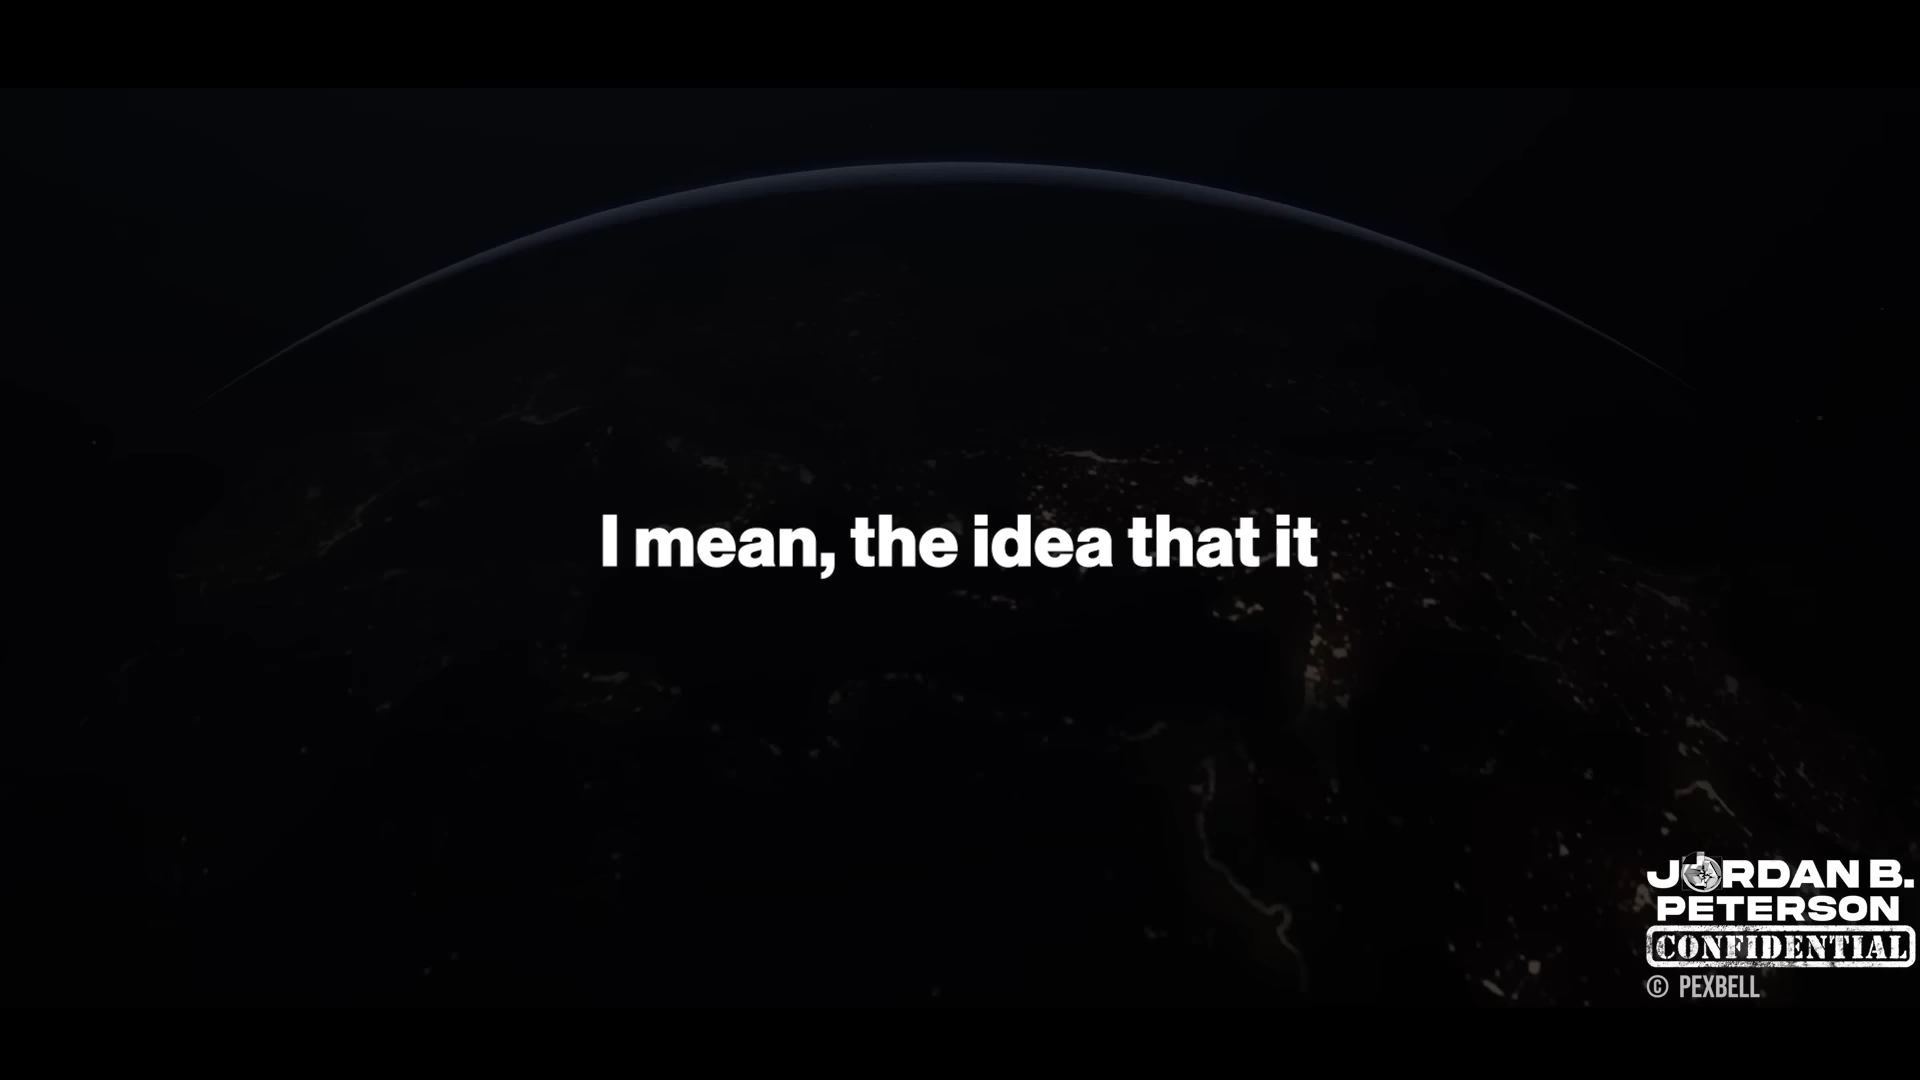 I mean, the idea that it
JORDAN B.
PETERSON
CONFIDENTIAL
© PEXBELL